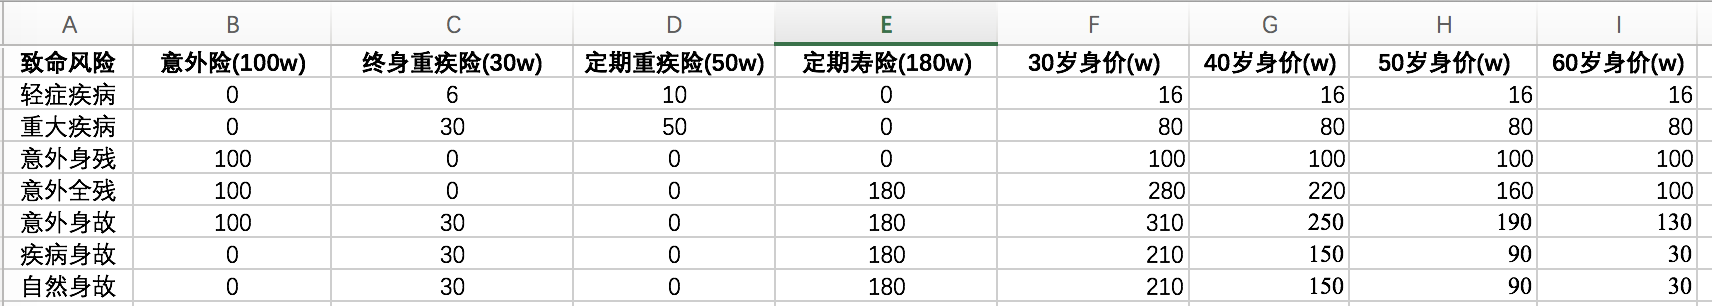 A B C D E F G H I
致命风险 意外险(100w) 终身重疾险(30w) 定期重疾险(50w) 定期寿险(180w) 30岁身价(w) 40岁身价(w) 50岁身价(w) 60岁身价(w)
轻症疾病 0 6 10 0 16 16 16 16
重大疾病 0 30 50 0 80 80 80 80
意外身残 100 0 0 0 100 100 100 100
意外全残 100 0 0 180 280 220 160 100
意外身故 100 30 0 180 310 250 190 130
疾病身故 0 30 0 180 210 150 90 30
自然身故 0 30 0 180 210 150 90 30